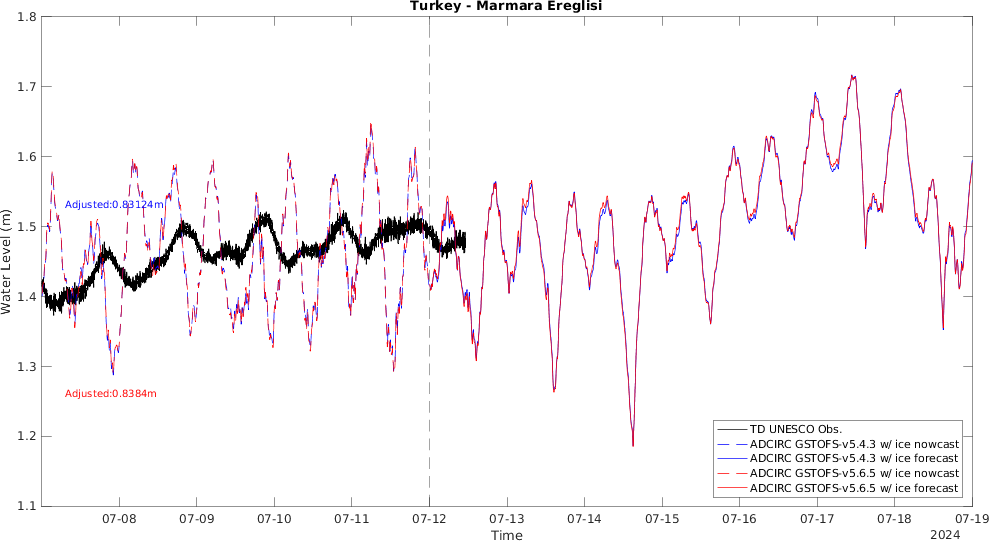 Turkey - Marmara Ereglisi
1.8
1.7
1.6
1.5
1.4
1.3
1.2
1.1
Water Level (m)
Adjusted:0.83124m
Adjusted:0.8384m
TD UNESCO Obs.
ADCIRC GSTOFS-v5.4.3 w/ ice nowcast
ADCIRC GSTOFS-v5.4.3 w/ ice forecast
ADCIRC GSTOFS-v5.6.5 w/ ice nowcast
ADCIRC GSTOFS-v5.6.5 w/ ice forecast
07-08 07-09 07-10 07-11 07-12 07-13 07-14 07-15 07-16 07-17 07-18 07-19
Time
2024